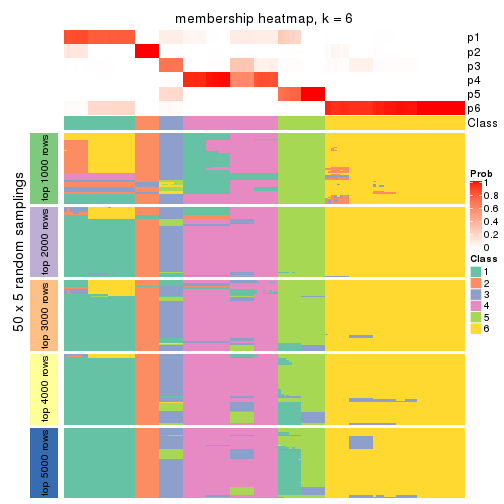 membership heatmap, k = 6
p1
p2
p3
p4
p5
p6
Class
50 x 5 random samplings
top 1000 rows
top 2000 rows
top 3000 rows
top 4000 rows
top 5000 rows
Prob
1
0.8
0.6
0.4
0.2
0
Class
1
2
3
4
5
6